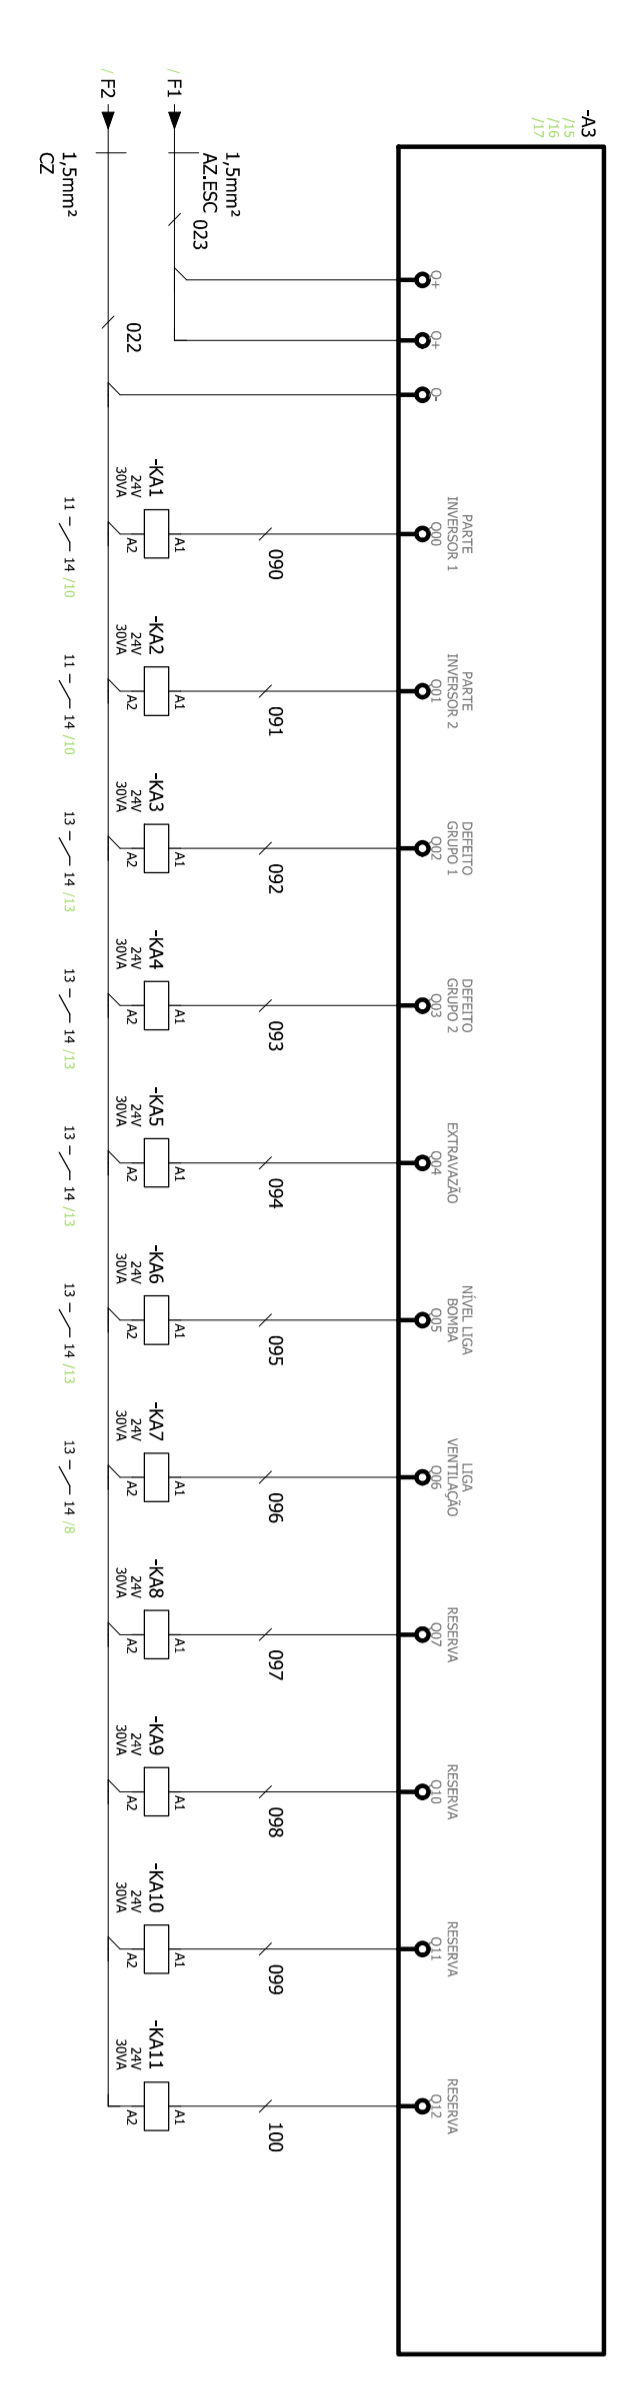 -A3
/15
/16
/17
Q+
Q+
Q-
PARTE
INVERSOR 1
Q00
PARTE
INVERSOR 2
Q01
DEFEITO
GRUPO 1
Q02
DEFEITO
GRUPO 2
Q03
EXTRAVAZÃO
Q04
NÍVEL LIGA
BOMBA
Q05
LIGA
VENTILAÇÃO
Q06
RESERVA
Q07
RESERVA
Q10
RESERVA
Q11
RESERVA
Q12
/ F1
1,5mm²
AZ.ESC
023
/ F2
1,5mm²
CZ
022
090
091
092
093
094
095
096
097
098
099
100
-KA1
24V
30VA
A1
A2
-KA2
24V
30VA
A1
A2
-KA3
24V
30VA
A1
A2
-KA4
24V
30VA
A1
A2
-KA5
24V
30VA
A1
A2
-KA6
24V
30VA
A1
A2
-KA7
24V
30VA
A1
A2
-KA8
24V
30VA
A1
A2
-KA9
24V
30VA
A1
A2
-KA10
24V
30VA
A1
A2
-KA11
24V
30VA
A1
A2
11 14 /10
11 14 /10
13 14 /13
13 14 /13
13 14 /13
13 14 /13
13 14 /8